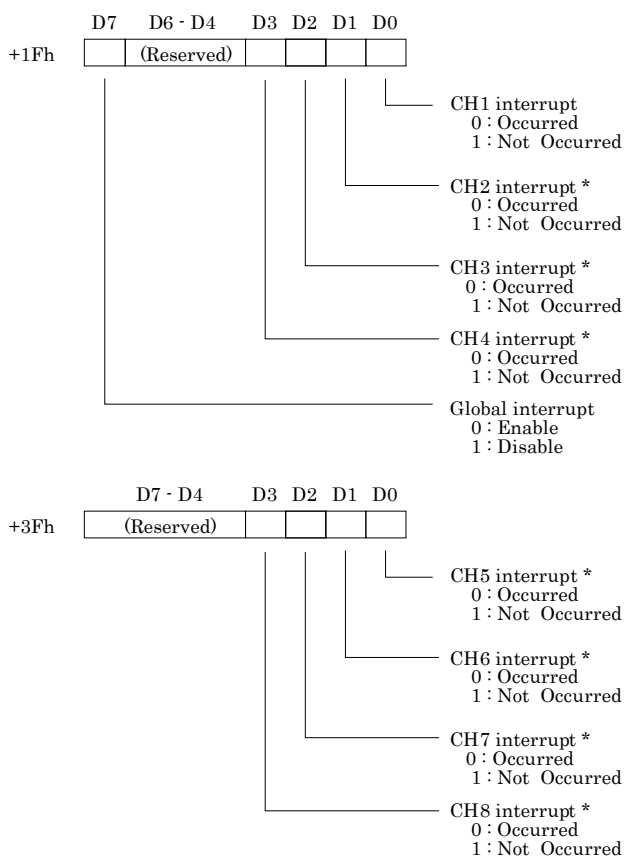 D7 D6 - D4 D3 D2 D1 D0
+1Fh (Reserved)
CH1 interrupt
0 : Occurred
1 : Not Occurred
CH2 interrupt *
0 : Occurred
1 : Not Occurred
CH3 interrupt *
0 : Occurred
1 : Not Occurred
CH4 interrupt *
0 : Occurred
1 : Not Occurred
Global interrupt
0 : Enable
1 : Disable
D7 - D4 D3 D2 D1 D0
+3Fh (Reserved)
CH5 interrupt *
0 : Occurred
1 : Not Occurred
CH6 interrupt *
0 : Occurred
1 : Not Occurred
CH7 interrupt *
0 : Occurred
1 : Not Occurred
CH8 interrupt *
0 : Occurred
1 : Not Occurred